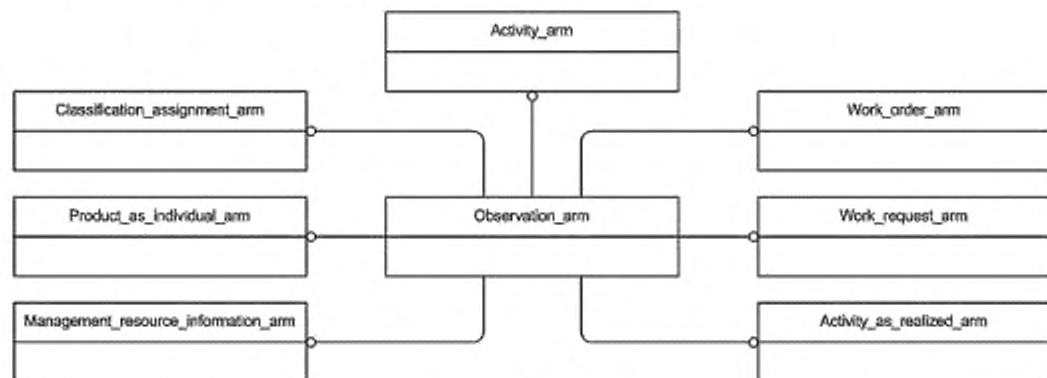 Activity_arm
Classification_assignment_arm
Work_order_arm
Product_as_individual_arm
Observation_arm
Work_request_arm
Management_resource_information_arm
Activity_as_realized_arm